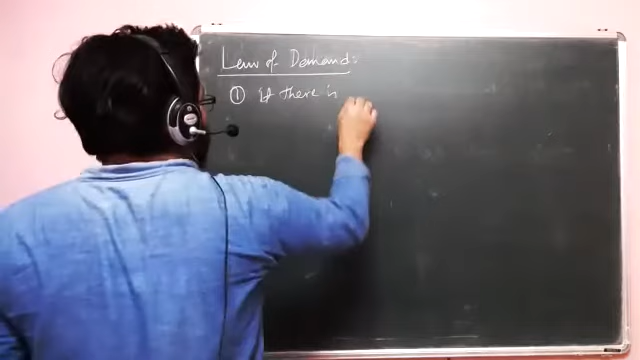 Law of Demand:
① If there is